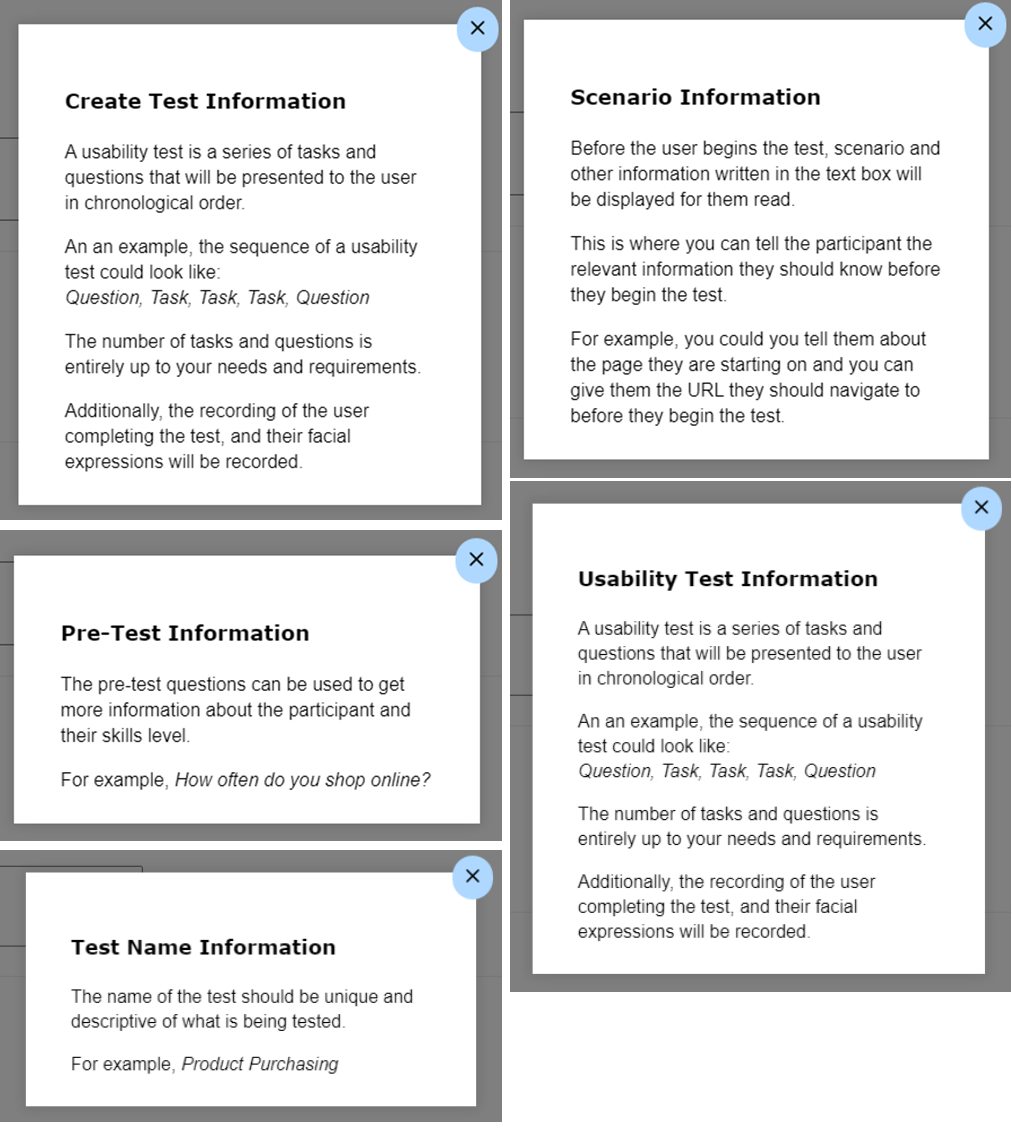 Create Test Information
A usability test is a series of tasks and
questions that will be presented to the user
in chronological order.
An an example, the sequence of a usability
test could look like:
Question, Task, Task, Task, Question
The number of tasks and questions is
entirely up to your needs and requirements.
Additionally, the recording of the user
completing the test, and their facial
expressions will be recorded.
Pre-Test Information
The pre-test questions can be used to get
more information about the participant and
their skills level.
For example, How often do you shop online?
Test Name Information
The name of the test should be unique and
descriptive of what is being tested.
For example, Product Purchasing
Scenario Information
Before the user begins the test, scenario and
other information written in the text box will
be displayed for them read.
This is where you can tell the participant the
relevant information they should know before
they begin the test.
For example, you could you tell them about
the page they are starting on and you can
give them the URL they should navigate to
before they begin the test.
Usability Test Information
A usability test is a series of tasks and
questions that will be presented to the user
in chronological order.
An an example, the sequence of a usability
test could look like:
Question, Task, Task, Task, Question
The number of tasks and questions is
entirely up to your needs and requirements.
Additionally, the recording of the user
completing the test, and their facial
expressions will be recorded.